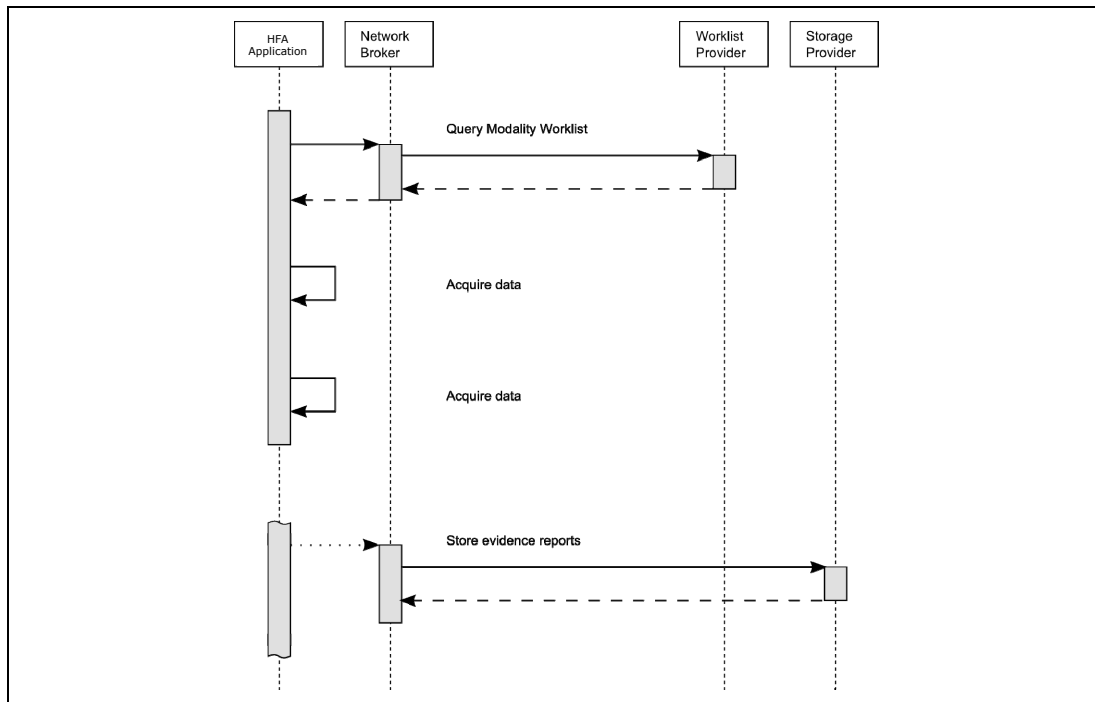 HFA
Application
Network
Broker
Worklist
Provider
Storage
Provider
Query Modality Worklist
Acquire data
Acquire data
Store evidence reports